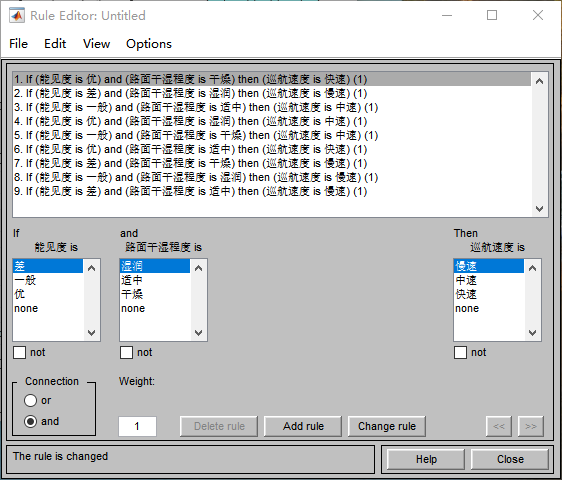 Rule Editor: Untitled
File Edit View Options
1. If (能见度 is 优) and (路面干湿程度 is 干燥) then (巡航速度 is 快速) (1)
2. If (能见度 is 差) and (路面干湿程度 is 湿润) then (巡航速度 is 慢速) (1)
3. If (能见度 is 一般) and (路面干湿程度 is 适中) then (巡航速度 is 中速) (1)
4. If (能见度 is 优) and (路面干湿程度 is 湿润) then (巡航速度 is 中速) (1)
5. If (能见度 is 一般) and (路面干湿程度 is 干燥) then (巡航速度 is 中速) (1)
6. If (能见度 is 优) and (路面干湿程度 is 适中) then (巡航速度 is 快速) (1)
7. If (能见度 is 差) and (路面干湿程度 is 干燥) then (巡航速度 is 慢速) (1)
8. If (能见度 is 一般) and (路面干湿程度 is 湿润) then (巡航速度 is 慢速) (1)
9. If (能见度 is 差) and (路面干湿程度 is 适中) then (巡航速度 is 慢速) (1)
If and Then
能见度 is 路面干湿程度 is 巡航速度 is
差 湿润 慢速
一般 适中 中速
优 干燥 快速
none none none
not not not
Connection Weight:
or
and 1 Delete rule Add rule Change rule << >>
The rule is changed Help Close